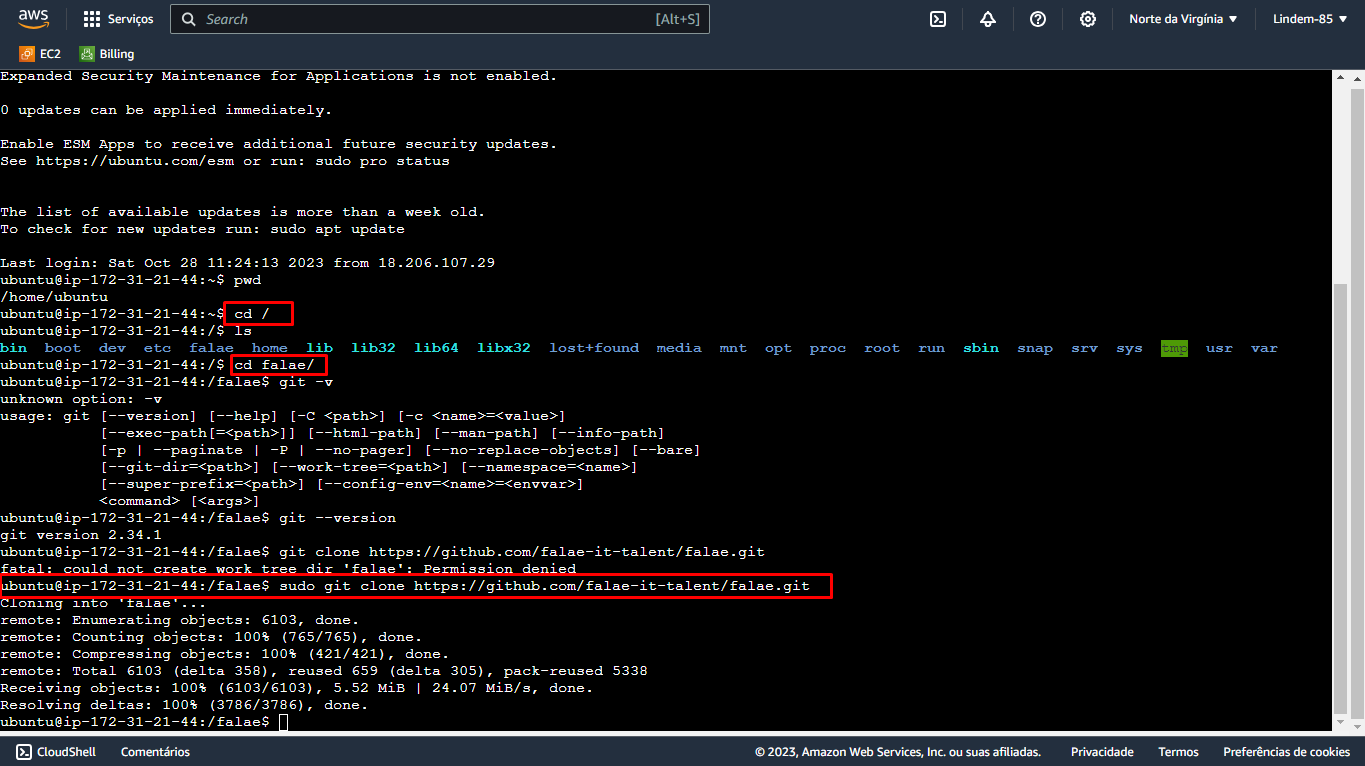 aws Serviços Search [Alt+S] Norte da Virgínia Lindem-85
EC2 Billing
Expanded Security Maintenance for Applications is not enabled.
0 updates can be applied immediately.
Enable ESM Apps to receive additional future security updates.
See https://ubuntu.com/esm or run: sudo pro status
The list of available updates is more than a week old.
To check for new updates run: sudo apt update
Last login: Sat Oct 28 11:24:13 2023 from 18.206.107.29
ubuntu@ip-172-31-21-44:~$ pwd
/home/ubuntu
ubuntu@ip-172-31-21-44:~$ cd /
ubuntu@ip-172-31-21-44:/$ ls
bin boot dev etc falae home lib lib32 lib64 libx32 lost+found media mnt opt proc root run sbin snap srv sys tmp usr var
ubuntu@ip-172-31-21-44:/$ cd falae/
ubuntu@ip-172-31-21-44:/falae$ git -v
unknown option: -v
usage: git [--version] [--help] [-C <path>] [-c <name>=<value>]
[--exec-path[=<path>]] [--html-path] [--man-path] [--info-path]
[-p | --paginate | -P | --no-pager] [--no-replace-objects] [--bare]
[--git-dir=<path>] [--work-tree=<path>] [--namespace=<name>]
[--super-prefix=<path>] [--config-env=<name>=<envvar>]
<command> [<args>]
ubuntu@ip-172-31-21-44:/falae$ git --version
git version 2.34.1
ubuntu@ip-172-31-21-44:/falae$ git clone https://github.com/falae-it-talent/falae.git
fatal: could not create work tree dir 'falae': Permission denied
ubuntu@ip-172-31-21-44:/falae$ sudo git clone https://github.com/falae-it-talent/falae.git
Cloning into 'falae'...
remote: Enumerating objects: 6103, done.
remote: Counting objects: 100% (765/765), done.
remote: Compressing objects: 100% (421/421), done.
remote: Total 6103 (delta 358), reused 659 (delta 305), pack-reused 5338
Receiving objects: 100% (6103/6103), 5.52 MiB | 24.07 MiB/s, done.
Resolving deltas: 100% (3786/3786), done.
ubuntu@ip-172-31-21-44:/falae$
CloudShell Comentários © 2023, Amazon Web Services, Inc. ou suas afiliadas. Privacidade Termos Preferências de cookies